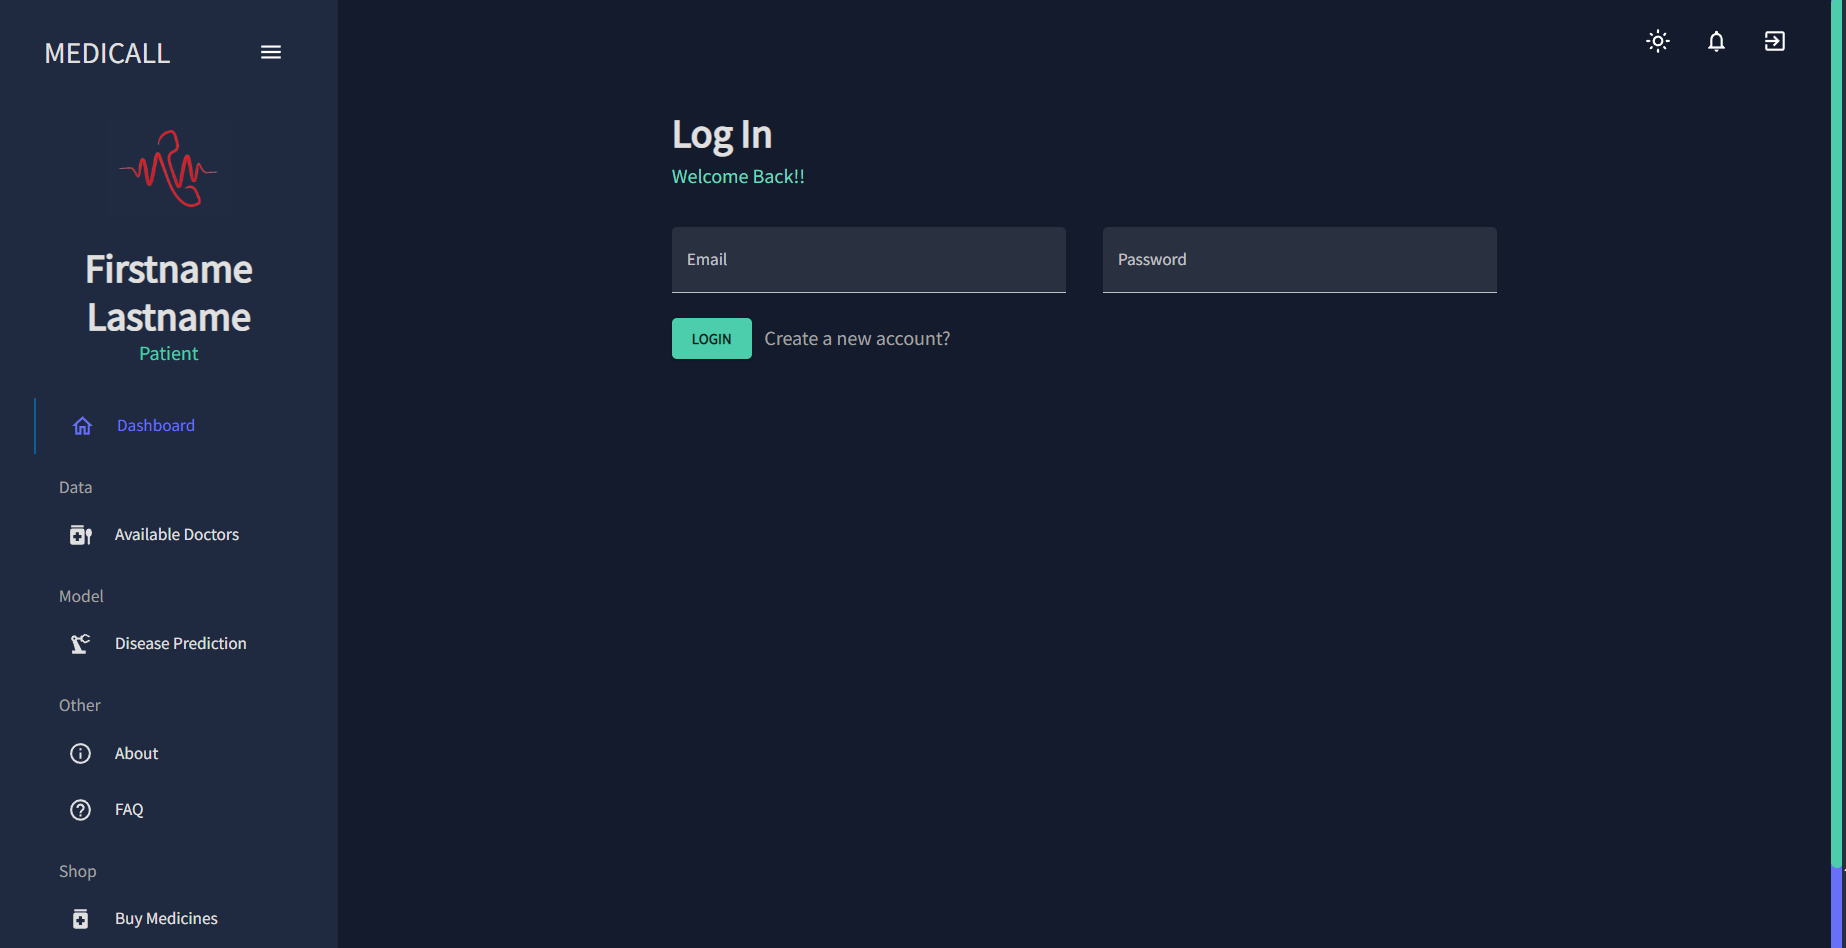 MEDICALL
Firstname
Lastname
Patient
Dashboard
Data
Available Doctors
Model
Disease Prediction
Other
About
FAQ
Shop
Buy Medicines
Log In
Welcome Back!!
Email
Password
LOGIN
Create a new account?